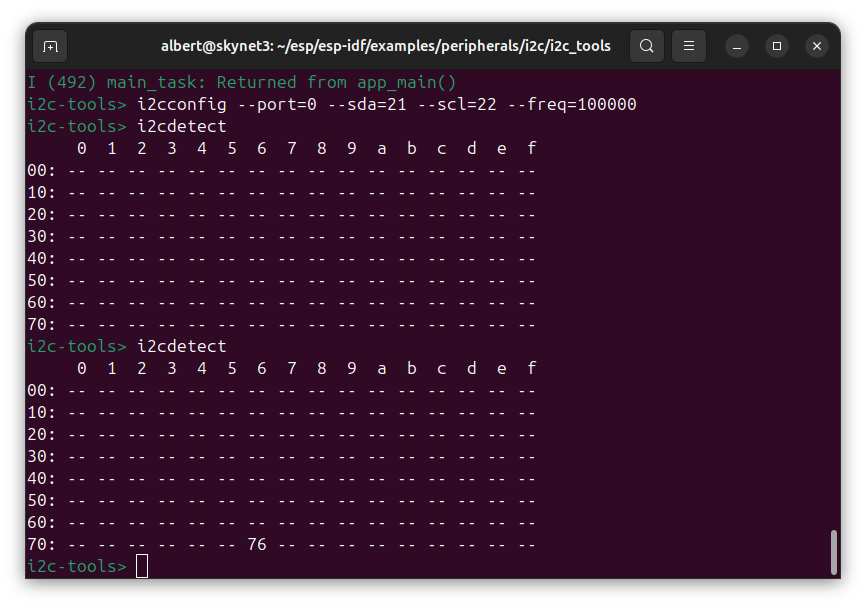 albert@skynet3: ~/esp/esp-idf/examples/peripherals/i2c/i2c_tools
I (492) main_task: Returned from app_main()
i2c-tools> i2cconfig --port=0 --sda=21 --scl=22 --freq=100000
i2c-tools> i2cdetect
     0  1  2  3  4  5  6  7  8  9  a  b  c  d  e  f
00: -- -- -- -- -- -- -- -- -- -- -- -- -- -- -- --
10: -- -- -- -- -- -- -- -- -- -- -- -- -- -- -- --
20: -- -- -- -- -- -- -- -- -- -- -- -- -- -- -- --
30: -- -- -- -- -- -- -- -- -- -- -- -- -- -- -- --
40: -- -- -- -- -- -- -- -- -- -- -- -- -- -- -- --
50: -- -- -- -- -- -- -- -- -- -- -- -- -- -- -- --
60: -- -- -- -- -- -- -- -- -- -- -- -- -- -- -- --
70: -- -- -- -- -- -- -- -- -- -- -- -- -- -- -- --
i2c-tools> i2cdetect
     0  1  2  3  4  5  6  7  8  9  a  b  c  d  e  f
00: -- -- -- -- -- -- -- -- -- -- -- -- -- -- -- --
10: -- -- -- -- -- -- -- -- -- -- -- -- -- -- -- --
20: -- -- -- -- -- -- -- -- -- -- -- -- -- -- -- --
30: -- -- -- -- -- -- -- -- -- -- -- -- -- -- -- --
40: -- -- -- -- -- -- -- -- -- -- -- -- -- -- -- --
50: -- -- -- -- -- -- -- -- -- -- -- -- -- -- -- --
60: -- -- -- -- -- -- -- -- -- -- -- -- -- -- -- --
70: -- -- -- -- -- -- 76 -- -- -- -- -- -- -- -- --
i2c-tools>